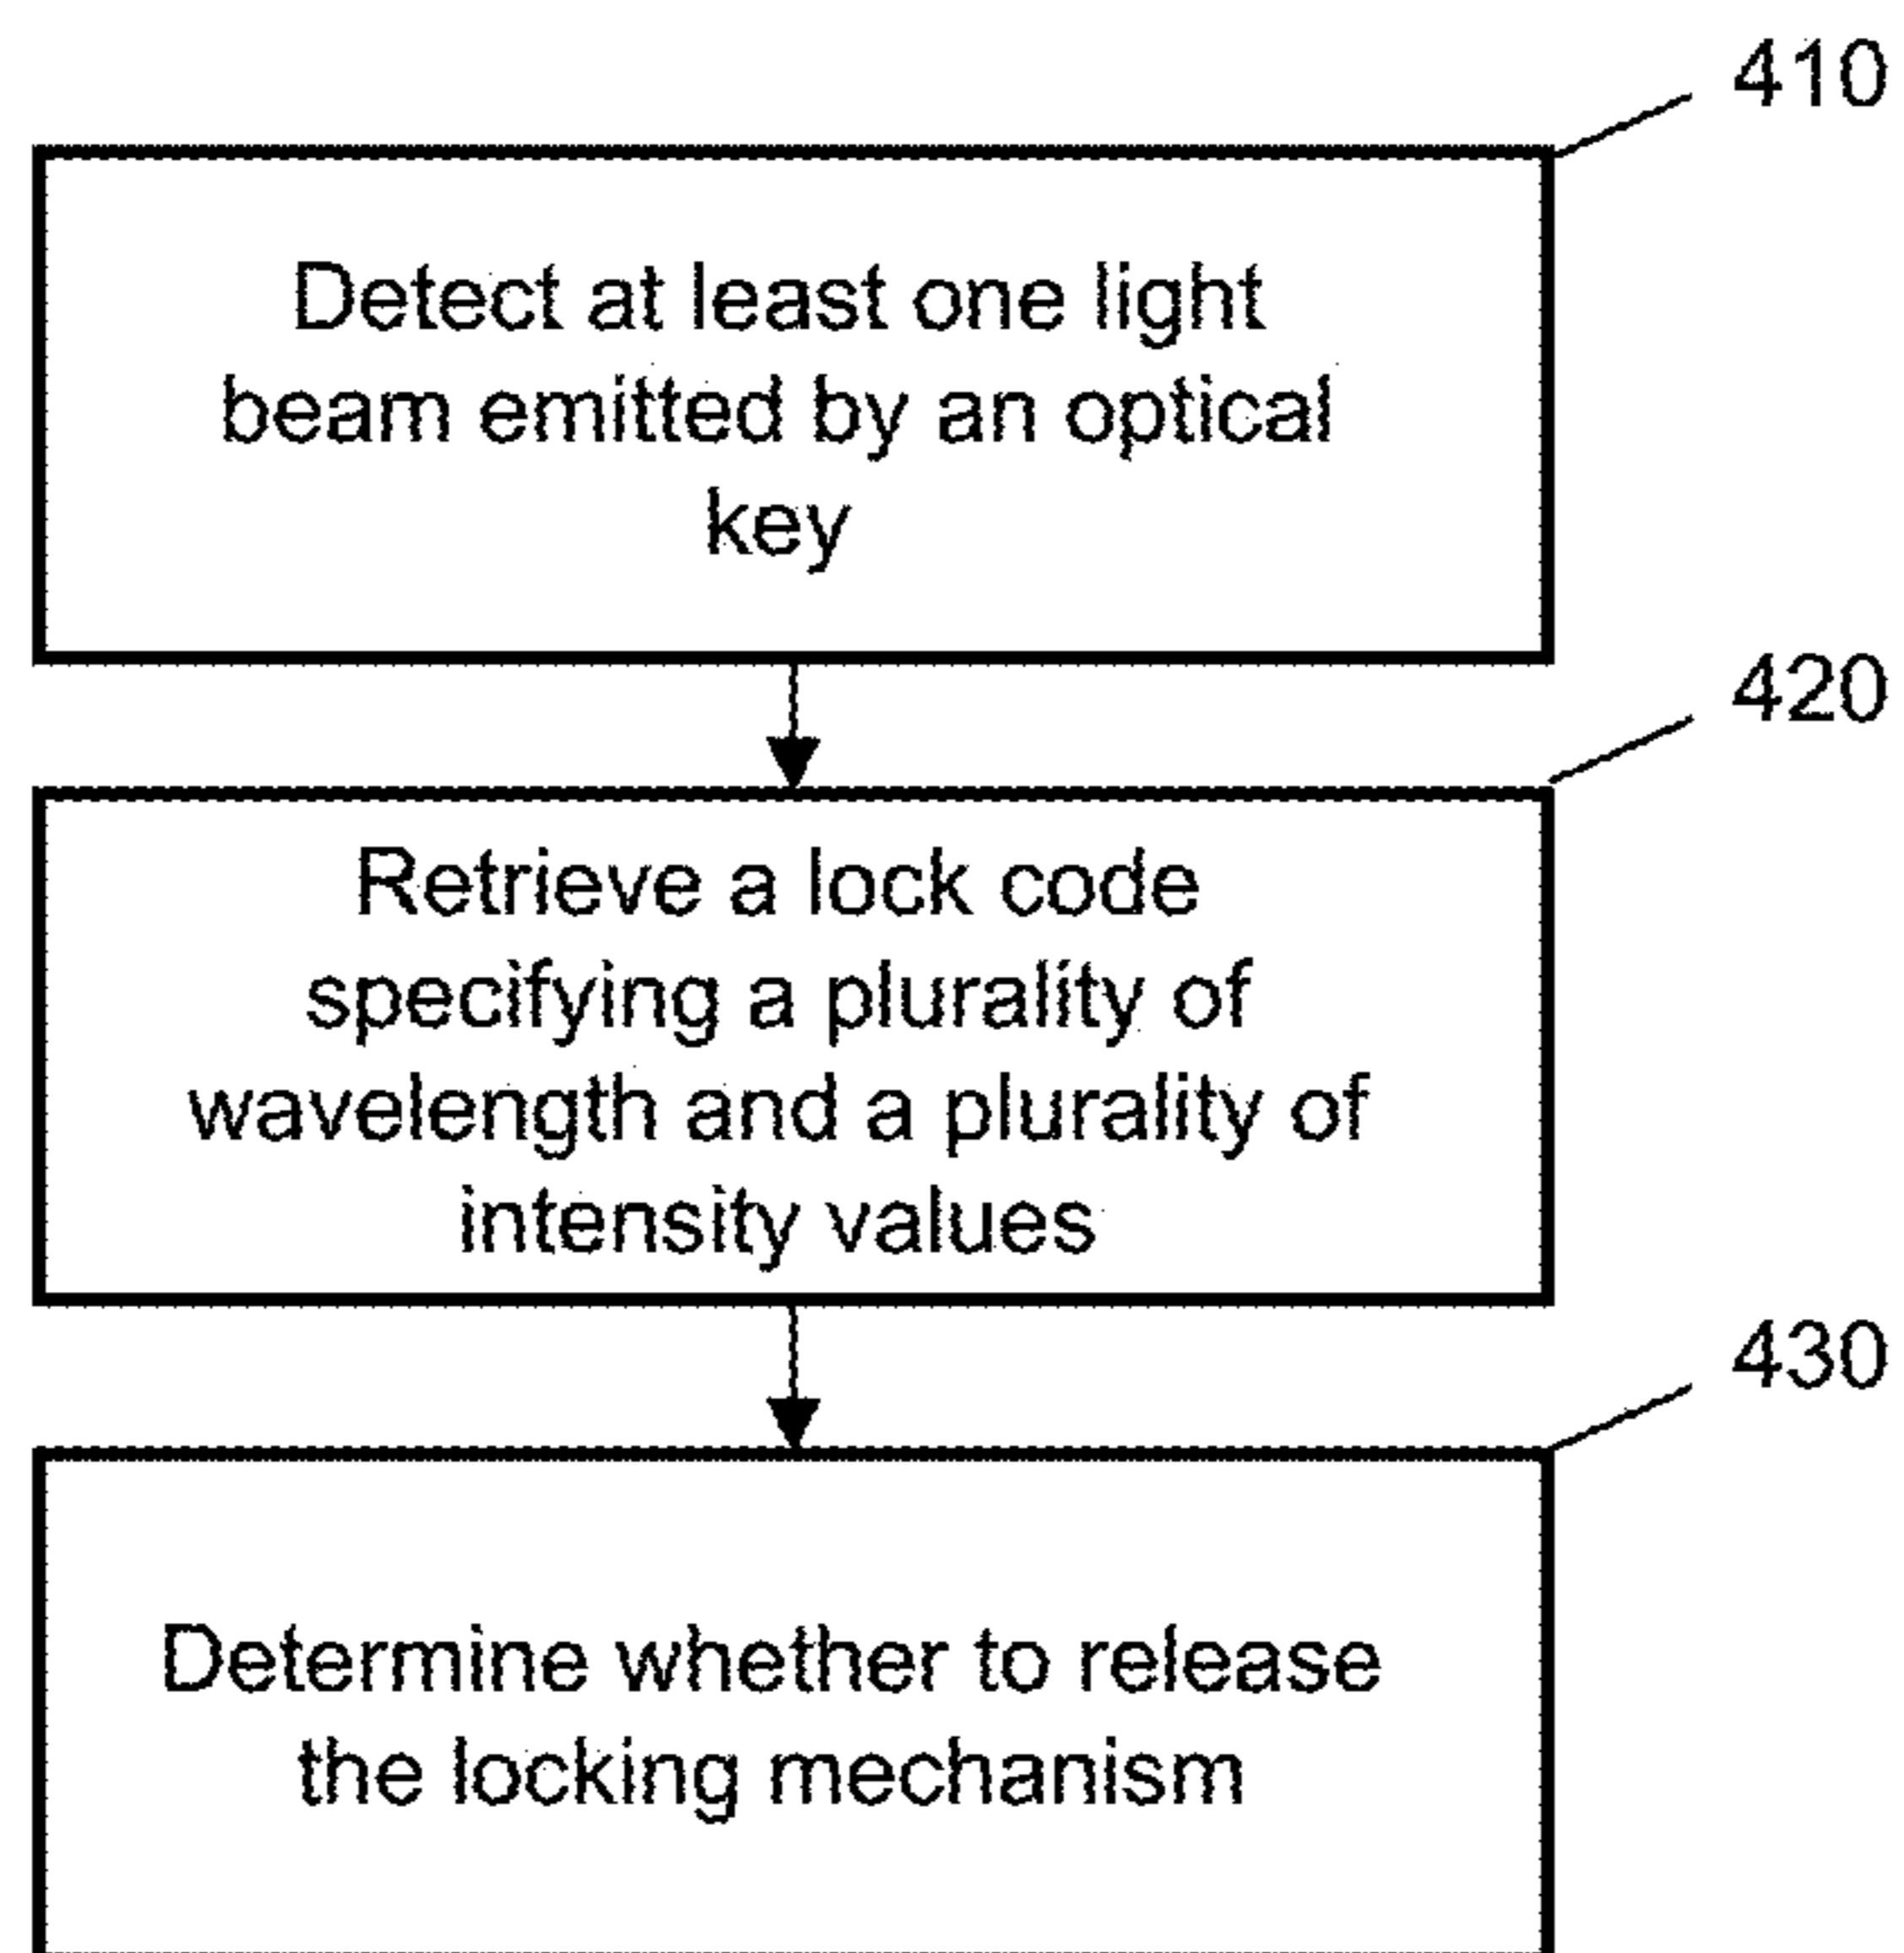 410
Detect at least one light
beam emitted by an optical
key
420
Retrieve a lock code
specifying a plurality of
wavelength and a plurality of
intensity values
430
Determine whether to release
the locking mechanism